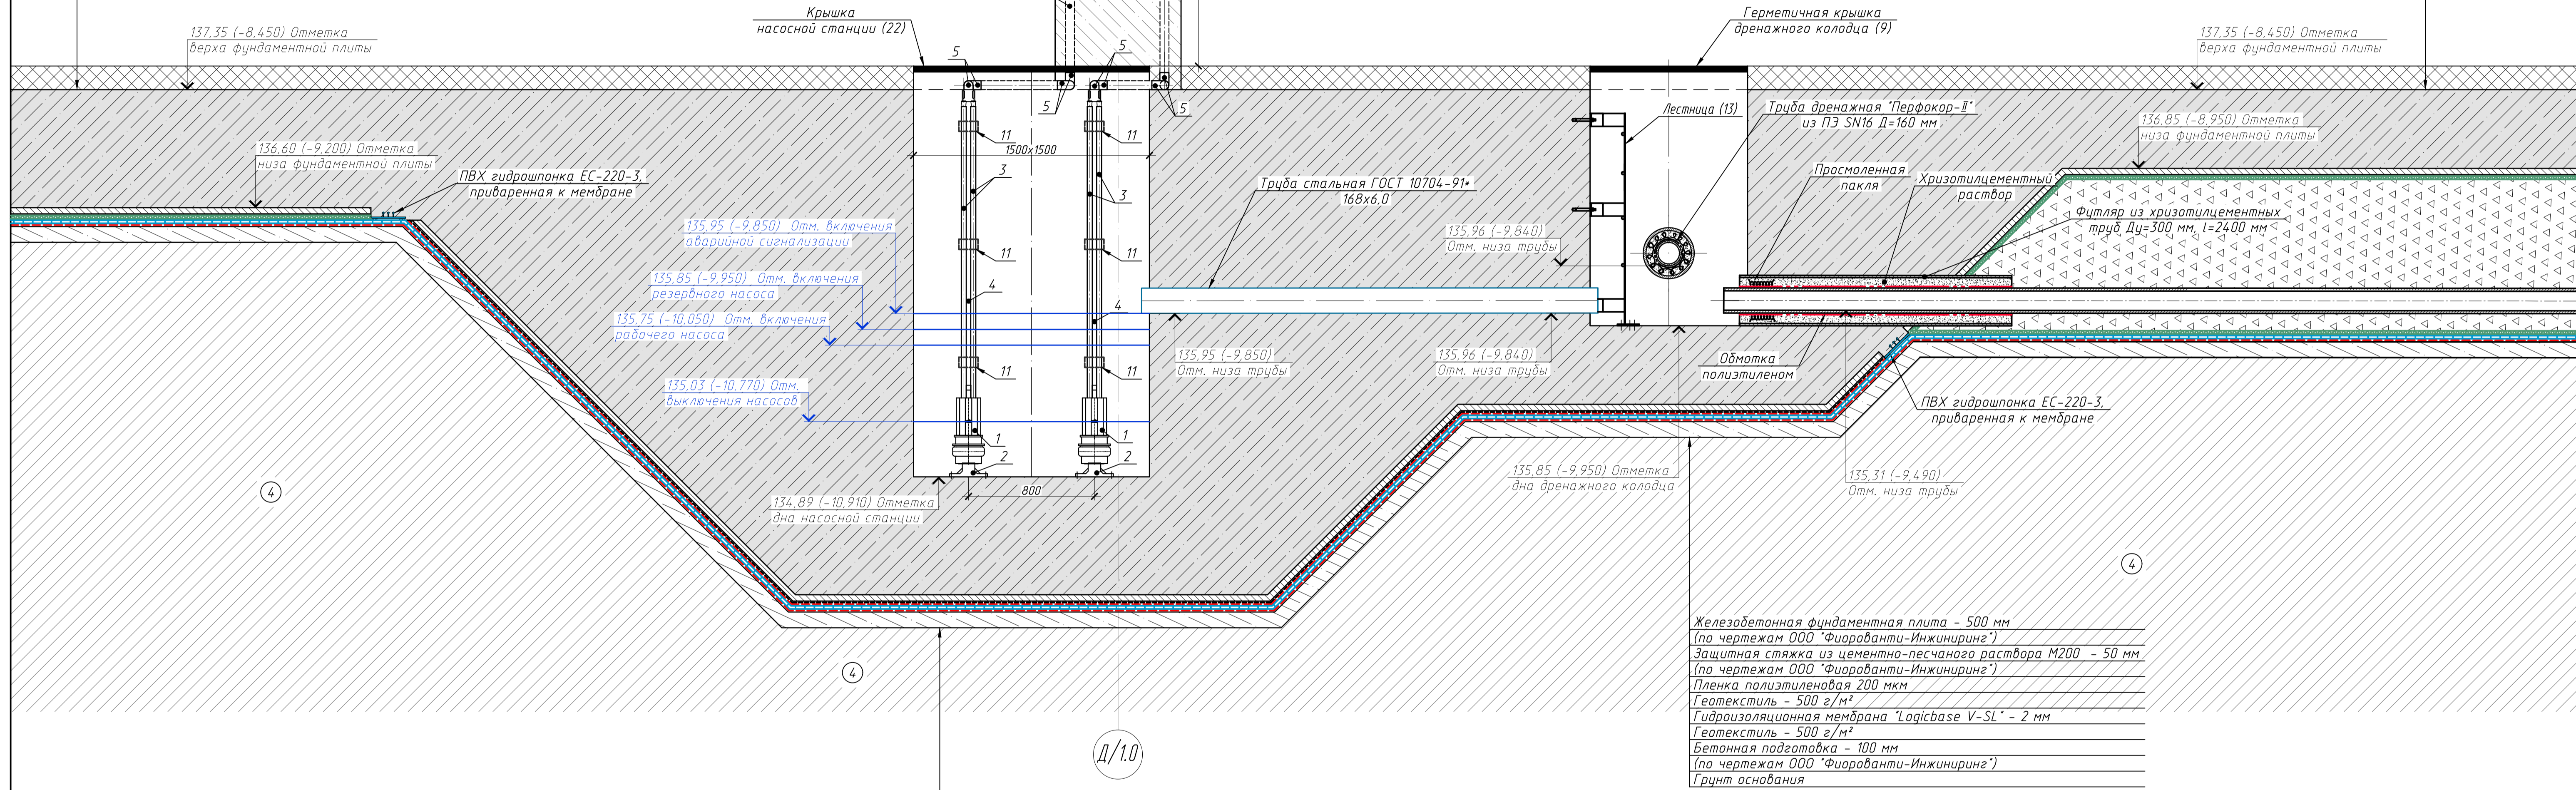 Крышка
насосной станции (22)
Герметичная крышка
дренажного колодца (9)
137,35 (-8,450) Отметка
верха фундаментной плиты
137,35 (-8,450) Отметка
верха фундаментной плиты
5
5
5
5
Лестница (13)
Труба дренажная "Перфокор-II"
из ПЭ SN16 Д=160 мм
136,60 (-9,200) Отметка
низа фундаментной плиты
136,85 (-8,950) Отметка
низа фундаментной плиты
11
11
1500х1500
ПВХ гидрошпонка ЕС-220-3,
приваренная к мембране
3
3
Труба стальная ГОСТ 10704-91*
168х6,0
Просмоленная
пакля
Хризотилцементный
раствор
Футляр из хризотилцементных
труб Ду=300 мм, l=2400 мм
135,95 (-9,850) Отм. включения
аварийной сигнализации
135,96 (-9,840)
Отм. низа трубы
11
11
135,85 (-9,950) Отм. включения
резервного насоса
4
4
135,75 (-10,050) Отм. включения
рабочего насоса
135,95 (-9,850)
Отм. низа трубы
135,96 (-9,840)
Отм. низа трубы
Обмотка
полиэтиленом
11
11
135,03 (-10,770) Отм.
выключения насосов
ПВХ гидрошпонка ЕС-220-3,
приваренная к мембране
1
1
2
2
135,85 (-9,950) Отметка
дна дренажного колодца
135,31 (-9,490)
Отм. низа трубы
4
800
134,89 (-10,910) Отметка
дна насосной станции
4
4
Железобетонная фундаментная плита - 500 мм
(по чертежам ООО "Фиорованти-Инжиниринг")
Защитная стяжка из цементно-песчаного раствора М200 - 50 мм
(по чертежам ООО "Фиорованти-Инжиниринг")
Пленка полиэтиленовая 200 мкм
Геотекстиль - 500 г/м²
Гидроизоляционная мембрана "Logicbase V-SL" - 2 мм
Геотекстиль - 500 г/м²
Бетонная подготовка - 100 мм
(по чертежам ООО "Фиорованти-Инжиниринг")
Грунт основания
Д/1.0